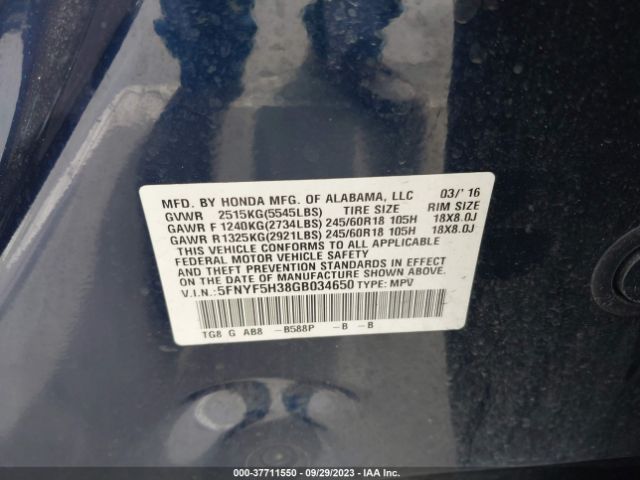 MFD. BY HONDA MFG. OF ALABAMA, LLC 03/'16
GVWR 2515KG(5545LBS) TIRE SIZE RIM SIZE
GAWR F 1240KG(2734LBS) 245/60R18 105H 18X8.0J
GAWR R 1325KG(2921LBS) 245/60R18 105H 18X8.0J
THIS VEHICLE CONFORMS TO ALL APPLICABLE
FEDERAL MOTOR VEHICLE SAFETY
AND THEFT PREVENTION STANDARDS IN EFFECT
ON THE DATE OF MANUFACTURE SHOWN ABOVE.
V.I.N.: 5FNYF5H38GB034650 TYPE: MPV
TG8 G AB8 -B588P -B -B
000-37711550 / 09/29/2023 / IAA Inc.